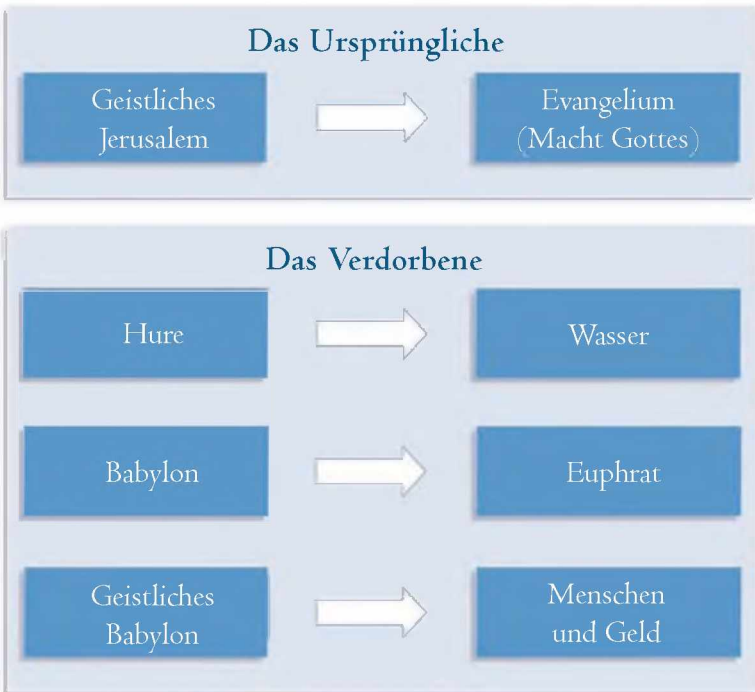 Das Ursprüngliche
Geistliches
Jerusalem
Evangelium
(Macht Gottes)
Das Verdorbene
Hure
Wasser
Babylon
Euphrat
Geistliches
Babylon
Menschen
und Geld